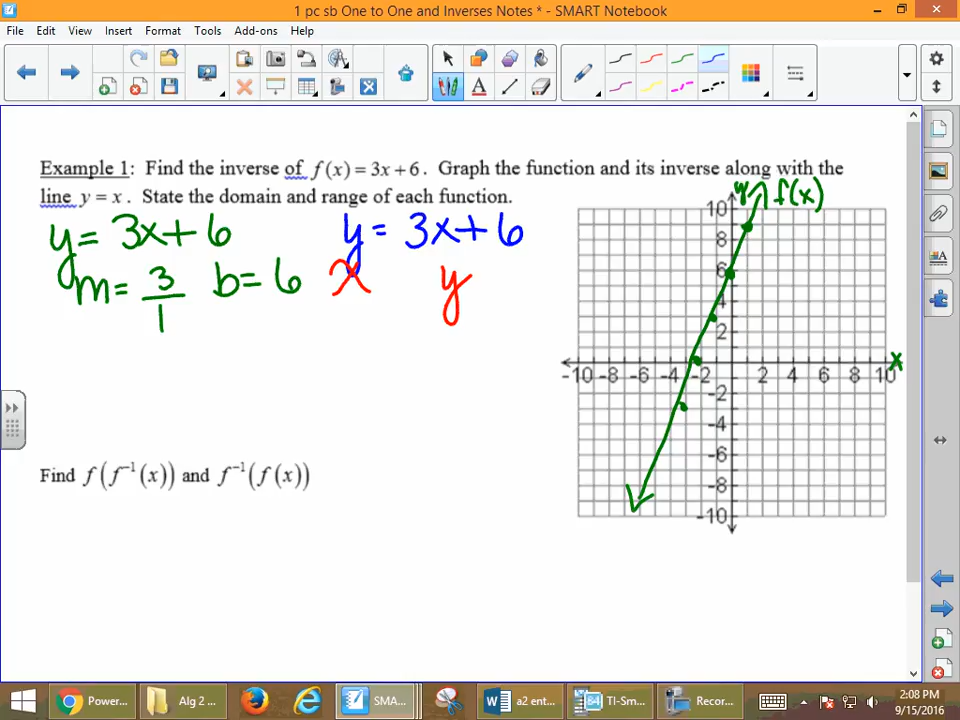 1 pc sb One to One and Inverses Notes * - SMART Notebook
File Edit View Insert Format Tools Add-ons Help
Example 1: Find the inverse of f(x) = 3x + 6. Graph the function and its inverse along with the
line y = x. State the domain and range of each function.
y = 3x + 6 y = 3x + 6
m = 3/1 b = 6 x y
y f(x)
10
8
6
4
2
-10 -8 -6 -4 -2 2 4 6 8 10 x
-2
-4
-6
-8
-10
Find f(f⁻¹(x)) and f⁻¹(f(x))
Power... Alg 2 ... SMA... a2 ent... TI-Sm... Recor...
2:08 PM
9/15/2016